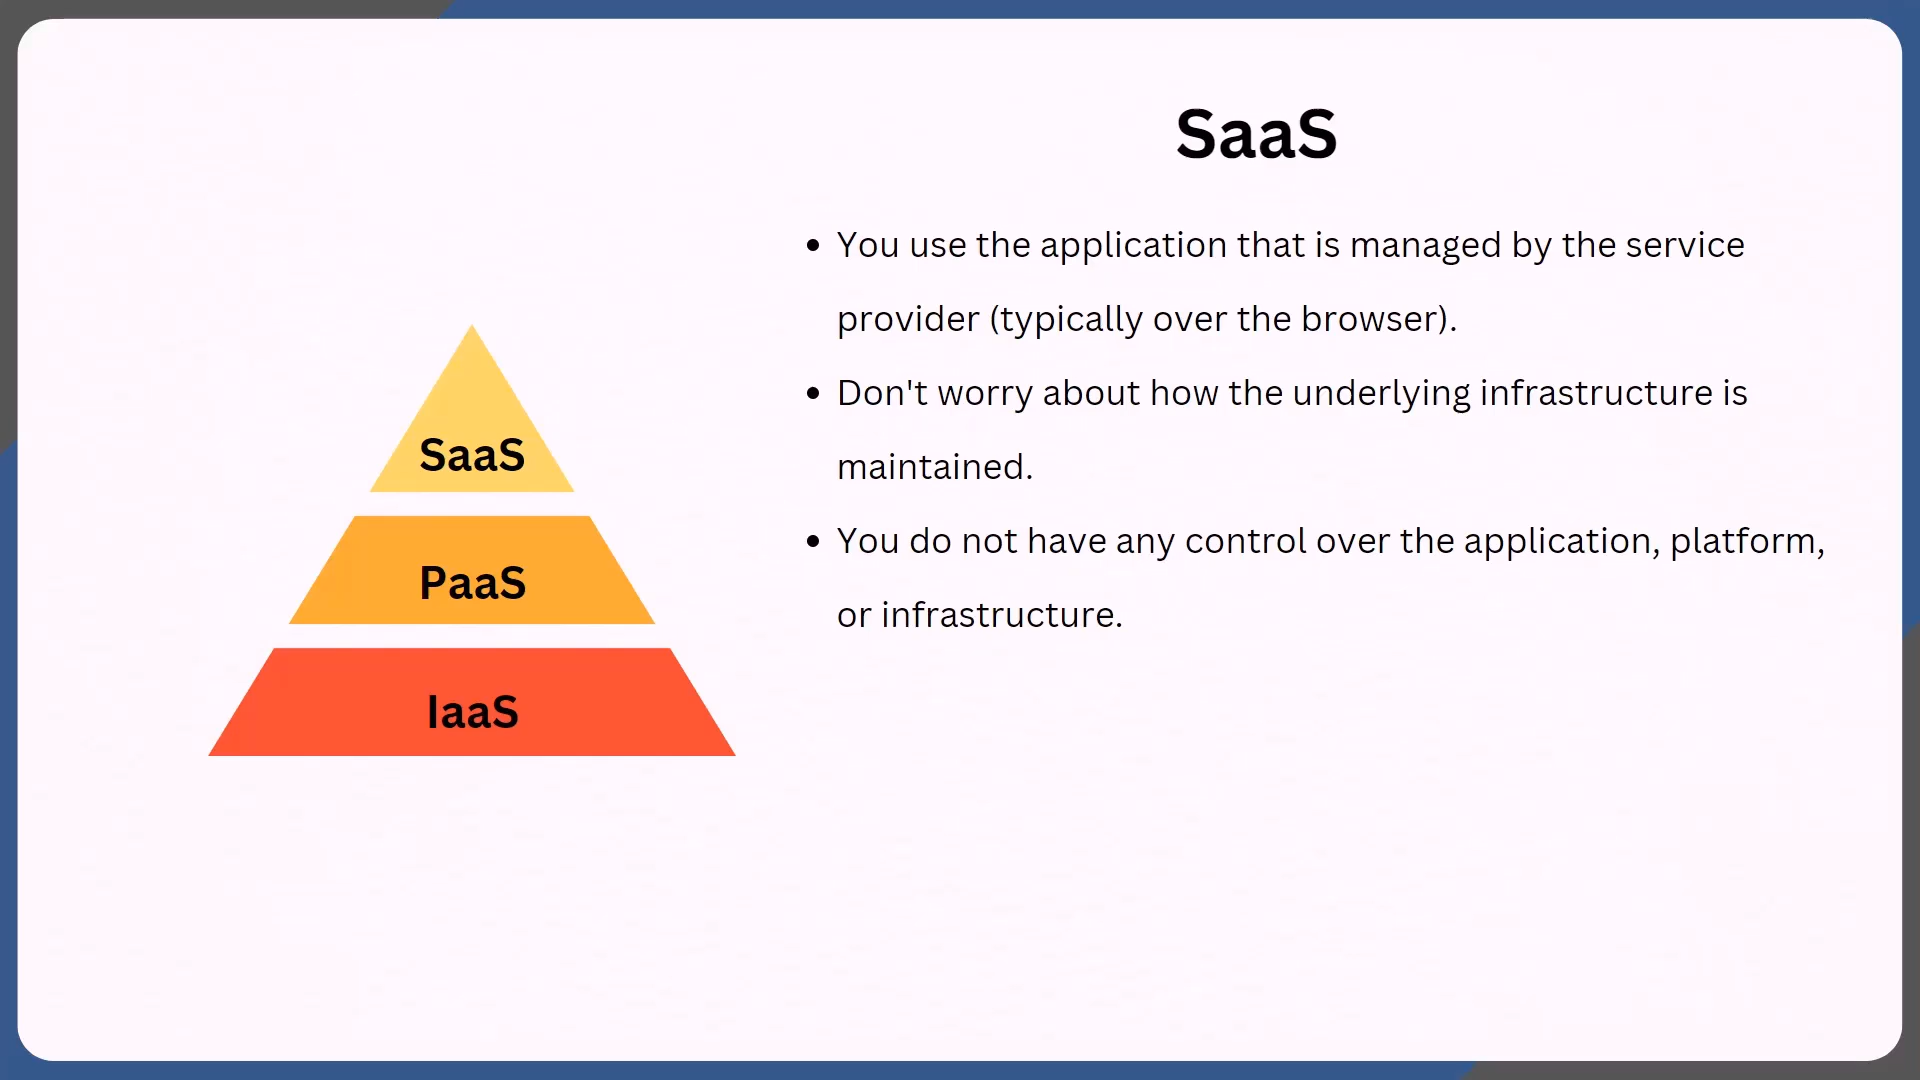 SaaS
• You use the application that is managed by the service
provider (typically over the browser).
• Don't worry about how the underlying infrastructure is
maintained.
• You do not have any control over the application, platform,
or infrastructure.
SaaS
PaaS
IaaS